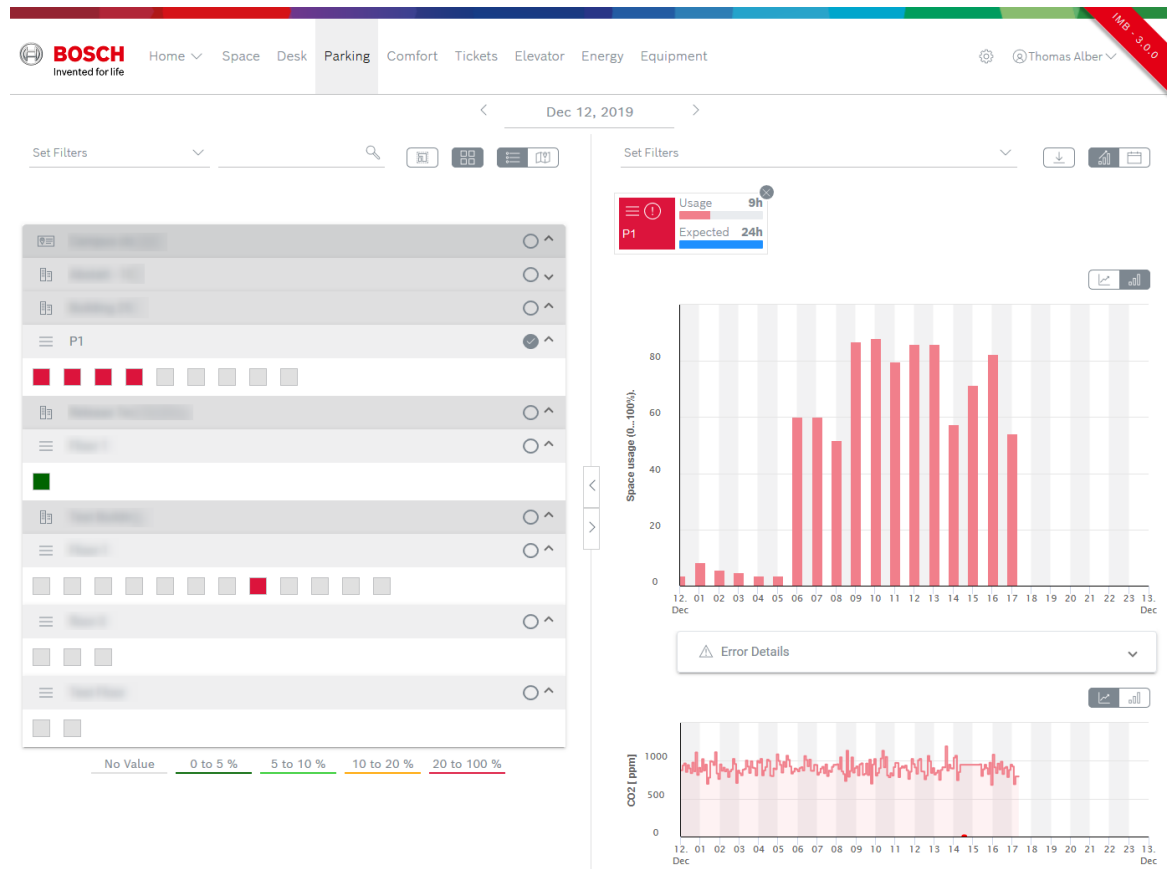 IMB - 3.0.0
BOSCH
Invented for life
Home Space Desk Parking Comfort Tickets Elevator Energy Equipment
Thomas Alber
Dec 12, 2019
Set Filters
P1
No Value 0 to 5 % 5 to 10 % 10 to 20 % 20 to 100 %
Set Filters
P1
Usage 9h
Expected 24h
Space usage (0...100%).
80
60
40
20
0
12. 01 02 03 04 05 06 07 08 09 10 11 12 13 14 15 16 17 18 19 20 21 22 23 13.
Dec Dec
Error Details
CO2 [ ppm]
1000
500
0
12. 01 02 03 04 05 06 07 08 09 10 11 12 13 14 15 16 17 18 19 20 21 22 23 13.
Dec Dec